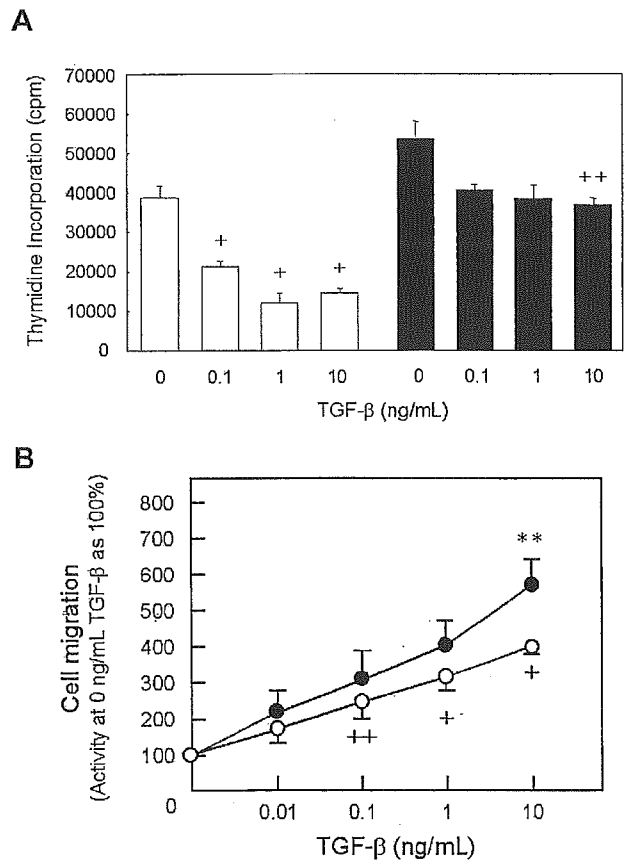 A
Thymidine Incorporation (cpm)
70000
60000
50000
40000
30000
20000
10000
0
+
+
+
++
0 0.1 1 10 0 0.1 1 10
TGF-β (ng/mL)
B
Cell migration
(Activity at 0 ng/mL TGF-β as 100%)
800
700
600
500
400
300
200
100
0
**
++
+
+
0.01 0.1 1 10
TGF-β (ng/mL)